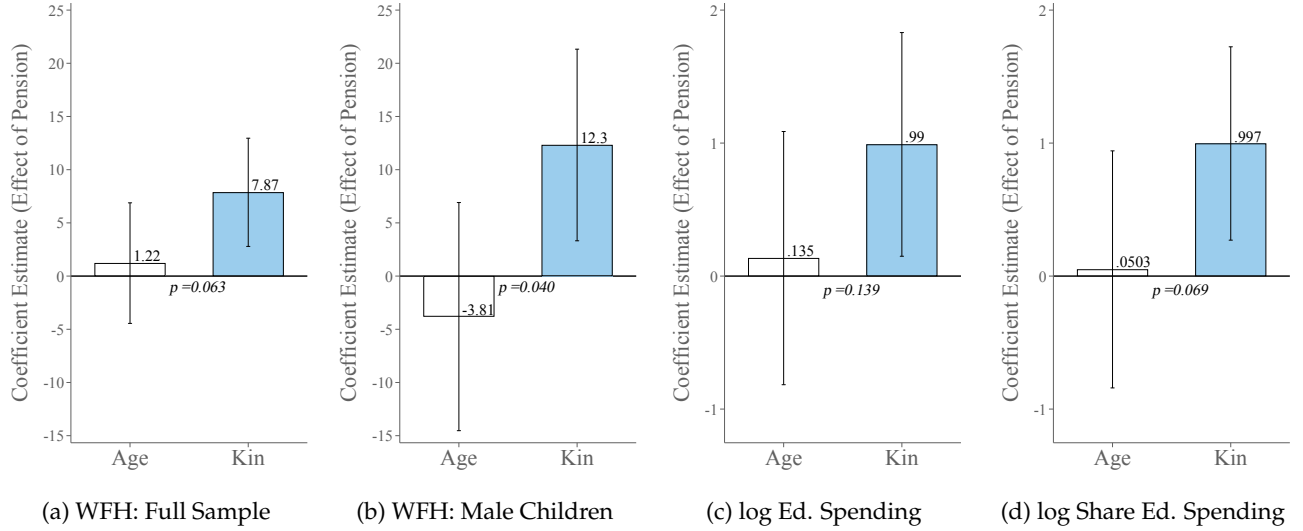 Coefficient Estimate (Effect of Pension)
25
20
15
10
5
0
-5
-10
-15
1.22
7.87
p =0.063
Age
Kin
(a) WFH: Full Sample
Coefficient Estimate (Effect of Pension)
25
20
15
10
5
0
-5
-10
-15
-3.81
12.3
p =0.040
Age
Kin
(b) WFH: Male Children
Coefficient Estimate (Effect of Pension)
2
1
0
-1
.135
.99
p =0.139
Age
Kin
(c) log Ed. Spending
Coefficient Estimate (Effect of Pension)
2
1
0
-1
.0503
.997
p =0.069
Age
Kin
(d) log Share Ed. Spending